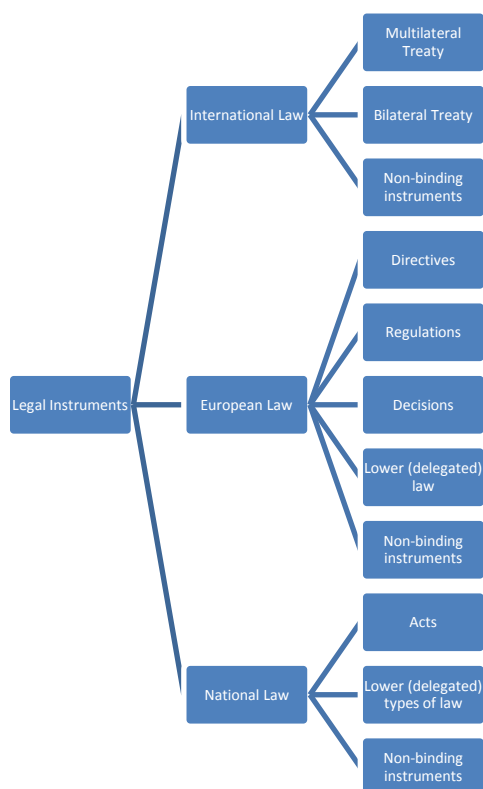 Multilateral
Treaty
International Law
Bilateral Treaty
Non-binding
instruments
Directives
Regulations
Legal Instruments
European Law
Decisions
Lower (delegated)
law
Non-binding
instruments
Acts
National Law
Lower (delegated)
types of law
Non-binding
instruments